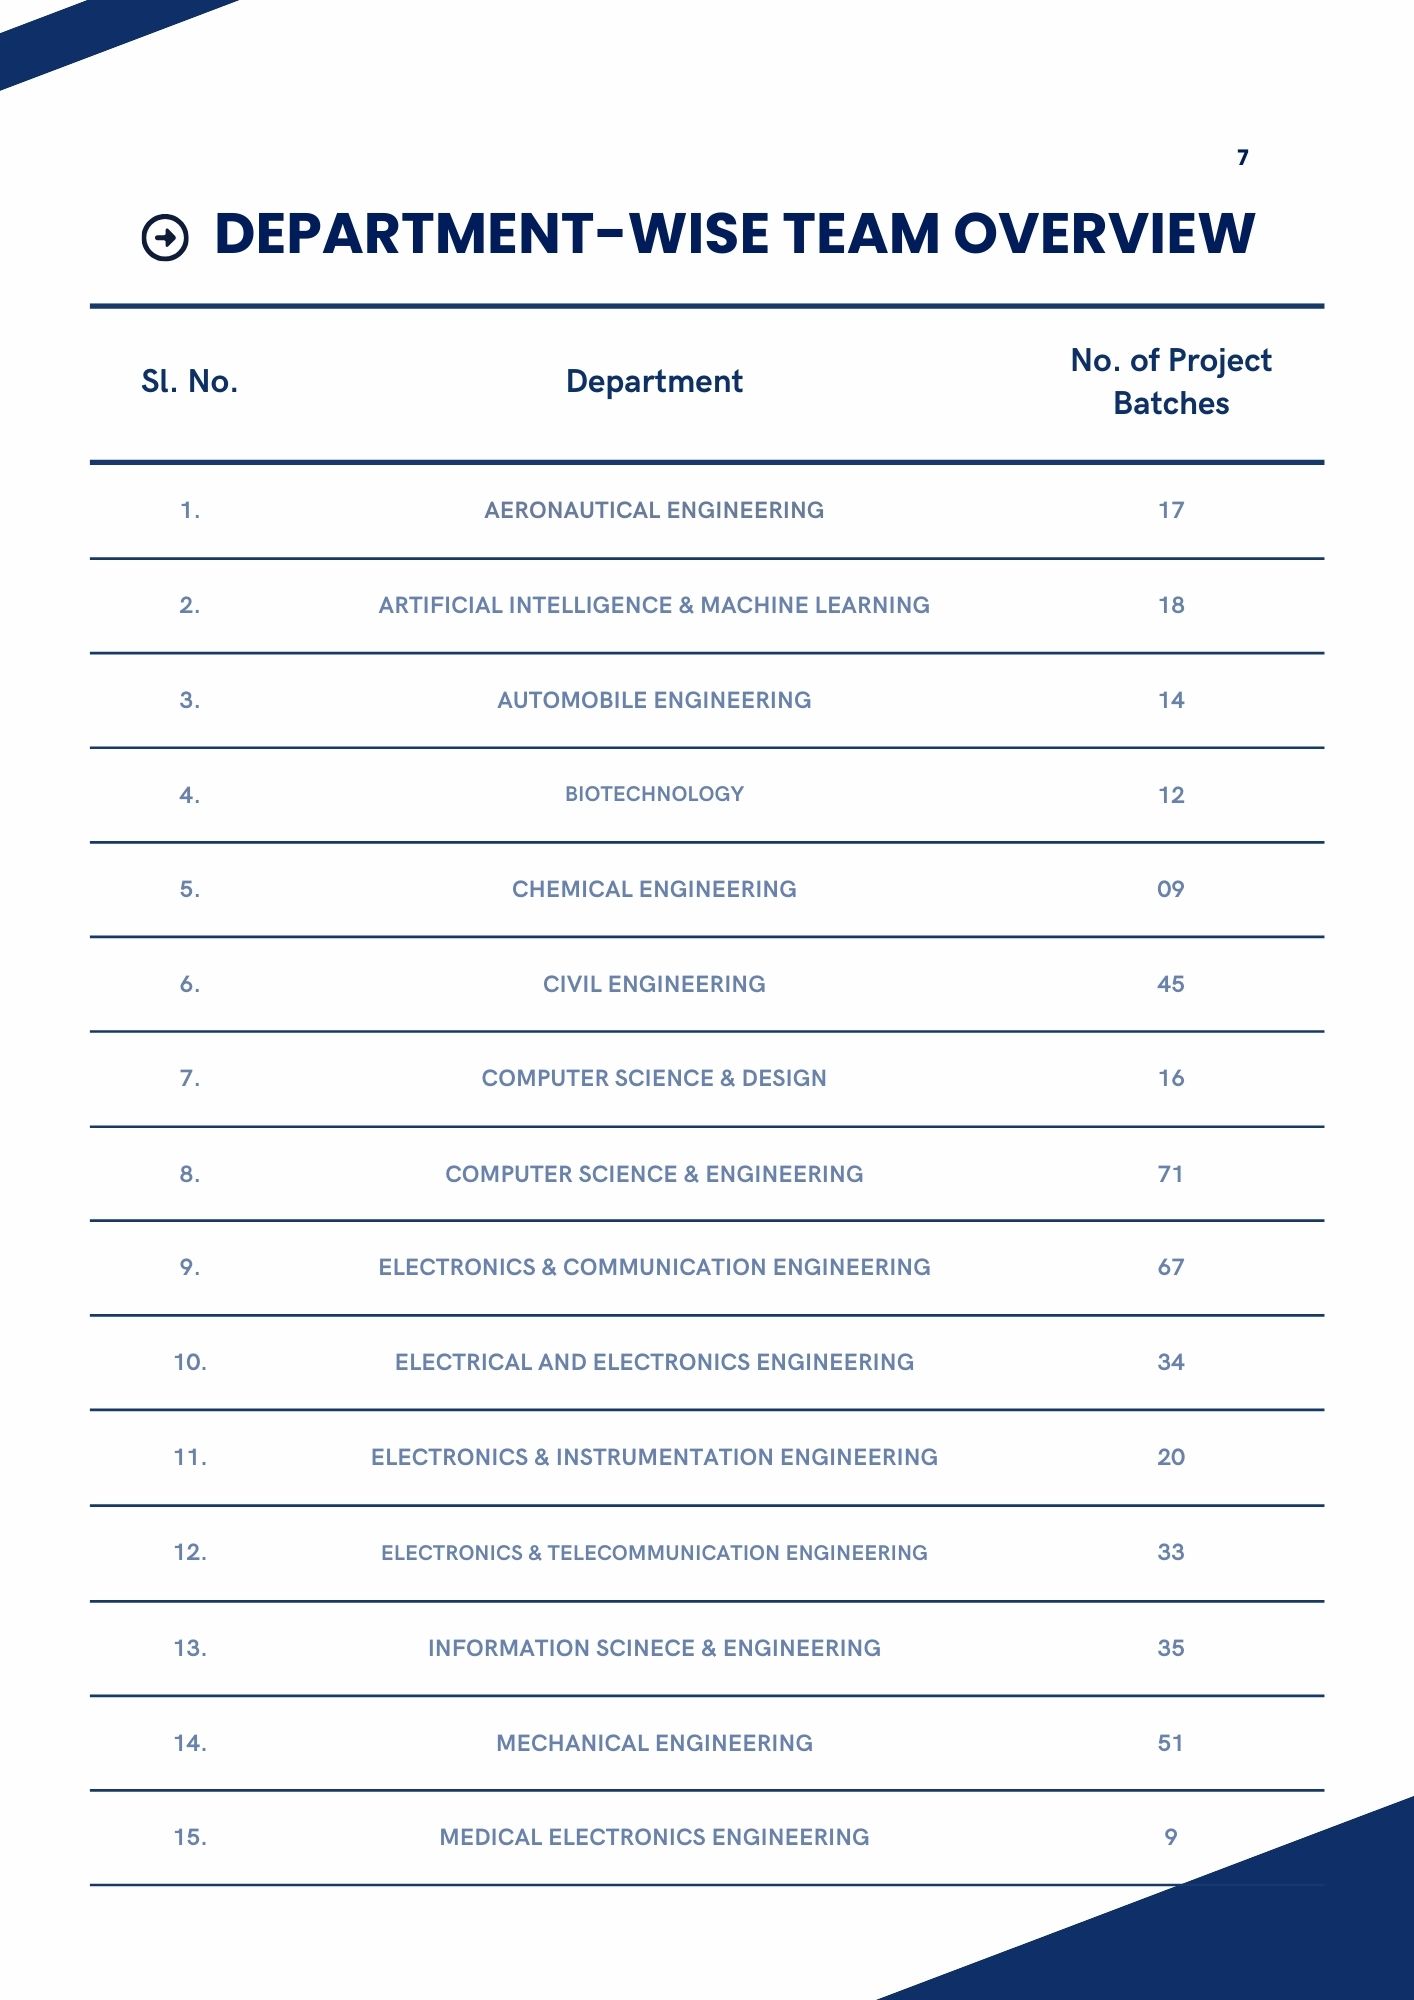 7
DEPARTMENT-WISE TEAM OVERVIEW
Sl. No. Department No. of Project Batches
1. AERONAUTICAL ENGINEERING 17
2. ARTIFICIAL INTELLIGENCE & MACHINE LEARNING 18
3. AUTOMOBILE ENGINEERING 14
4. BIOTECHNOLOGY 12
5. CHEMICAL ENGINEERING 09
6. CIVIL ENGINEERING 45
7. COMPUTER SCIENCE & DESIGN 16
8. COMPUTER SCIENCE & ENGINEERING 71
9. ELECTRONICS & COMMUNICATION ENGINEERING 67
10. ELECTRICAL AND ELECTRONICS ENGINEERING 34
11. ELECTRONICS & INSTRUMENTATION ENGINEERING 20
12. ELECTRONICS & TELECOMMUNICATION ENGINEERING 33
13. INFORMATION SCINECE & ENGINEERING 35
14. MECHANICAL ENGINEERING 51
15. MEDICAL ELECTRONICS ENGINEERING 9